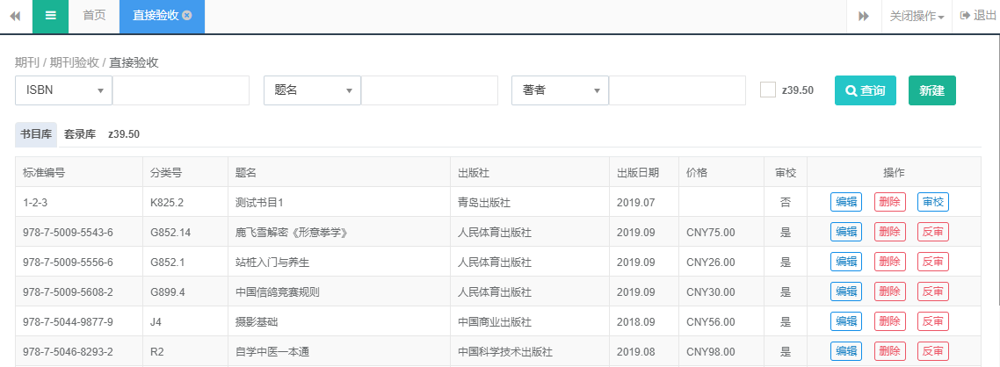 首页 直接验收 关闭操作 退出
期刊 / 期刊验收 / 直接验收
ISBN 题名 著者 z39.50 查询 新建
书目库 套录库 z39.50
标准编号 分类号 题名 出版社 出版日期 价格 审校 操作
1-2-3 K825.2 测试书目1 青岛出版社 2019.07 否 编辑 删除 审校
978-7-5009-5543-6 G852.14 鹿飞雪解密《形意拳学》 人民体育出版社 2019.09 CNY75.00 是 编辑 删除 反审
978-7-5009-5556-6 G852.1 站桩入门与养生 人民体育出版社 2019.09 CNY26.00 是 编辑 删除 反审
978-7-5009-5608-2 G899.4 中国信鸽竞赛规则 人民体育出版社 2019.09 CNY30.00 是 编辑 删除 反审
978-7-5044-9877-9 J4 摄影基础 中国商业出版社 2018.09 CNY56.00 是 编辑 删除 反审
978-7-5046-8293-2 R2 自学中医一本通 中国科学技术出版社 2019.08 CNY98.00 是 编辑 删除 反审